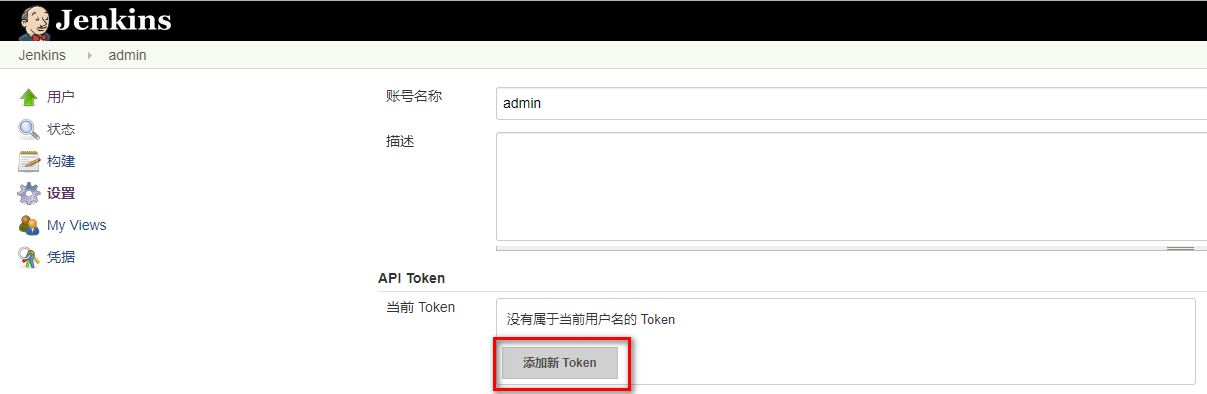 Jenkins
Jenkins admin
用户
状态
构建
设置
My Views
凭据
账号名称 admin
描述
API Token
当前 Token 没有属于当前用户名的 Token
添加新 Token